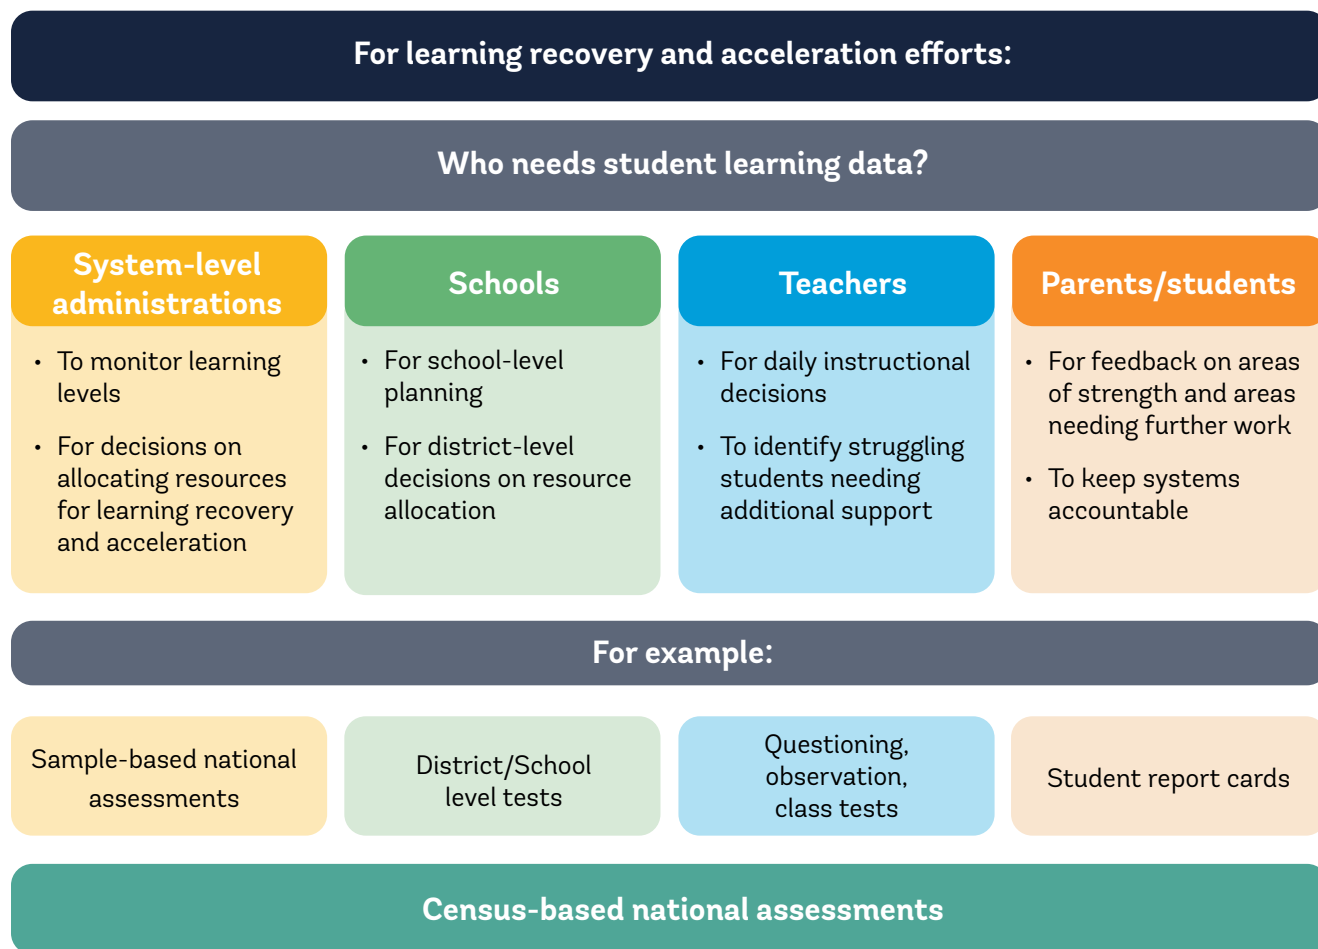 For learning recovery and acceleration efforts:
Who needs student learning data?
System-level
administrations
• To monitor learning
levels
• For decisions on
allocating resources
for learning recovery
and acceleration
Schools
• For school-level
planning
• For district-level
decisions on resource
allocation
Teachers
• For daily instructional
decisions
• To identify struggling
students needing
additional support
Parents/students
• For feedback on areas
of strength and areas
needing further work
• To keep systems
accountable
For example:
Sample-based national
assessments
District/School
level tests
Questioning,
observation,
class tests
Student report cards
Census-based national assessments